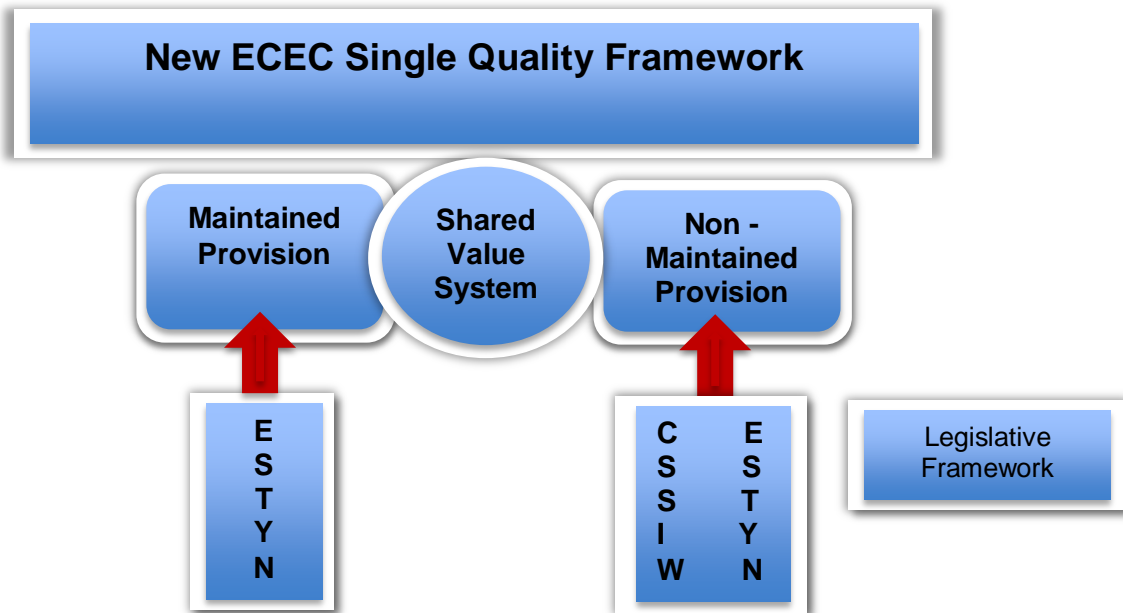 New ECEC Single Quality Framework
Maintained
Provision
Shared
Value
System
Non -
Maintained
Provision
E
S
T
Y
N
C E
S S
S T
I Y
W N
Legislative
Framework